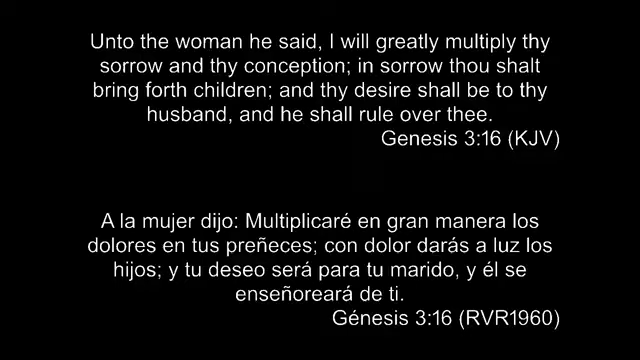 Unto the woman he said, I will greatly multiply thy
sorrow and thy conception; in sorrow thou shalt
bring forth children; and thy desire shall be to thy
husband, and he shall rule over thee.
Genesis 3:16 (KJV)
A la mujer dijo: Multiplicaré en gran manera los
dolores en tus preñeces; con dolor darás a luz los
hijos; y tu deseo será para tu marido, y él se
enseñoreará de ti.
Génesis 3:16 (RVR1960)